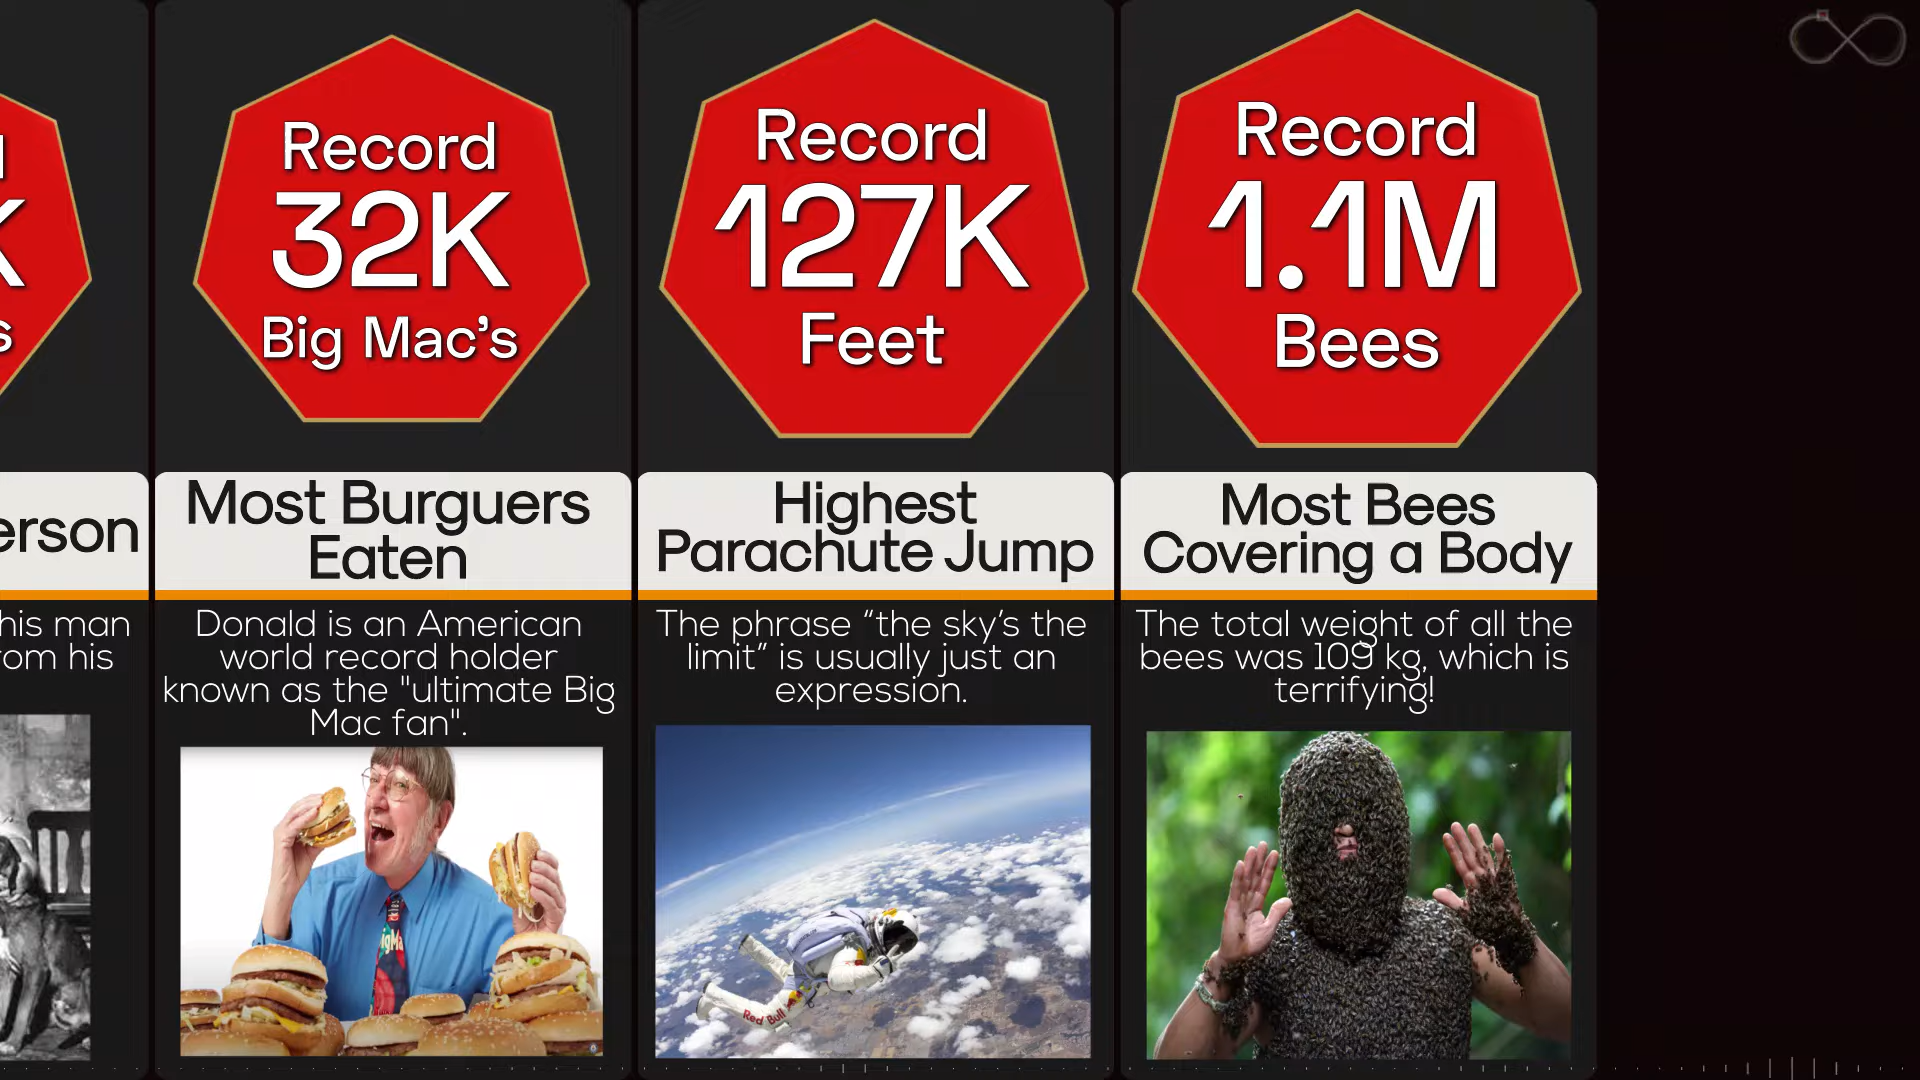 K
s
erson
his man
rom his
Record
32K
Big Mac’s
Most Burguers
Eaten
Donald is an American
world record holder
known as the "ultimate Big
Mac fan".
Record
127K
Feet
Highest
Parachute Jump
The phrase “the sky’s the
limit” is usually just an
expression.
Red Bull
Record
1.1M
Bees
Most Bees
Covering a Body
The total weight of all the
bees was 109 kg, which is
terrifying!